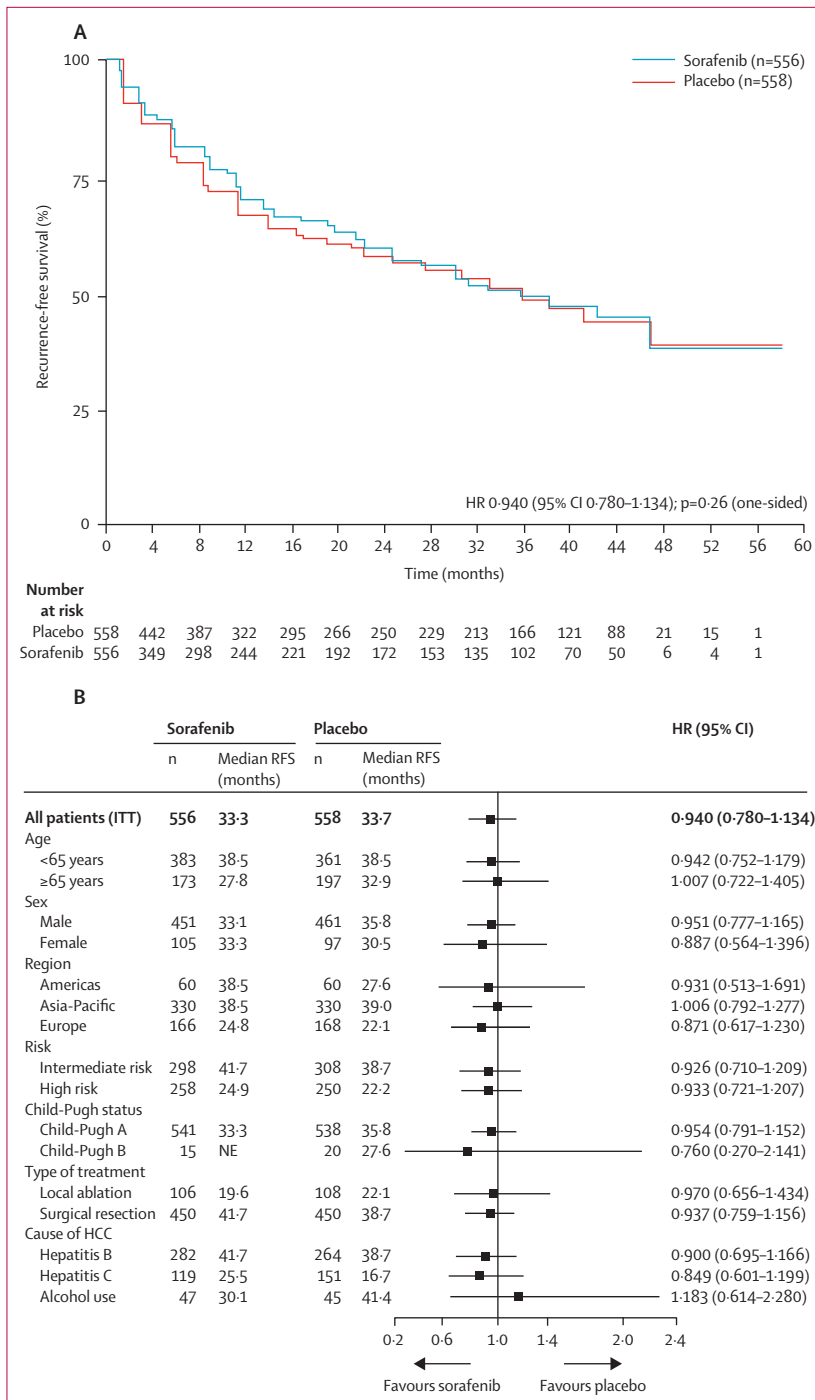 A
100
75
50
25
0
Recurrence-free survival (%)
Sorafenib (n=556)
Placebo (n=558)
HR 0·940 (95% CI 0·780–1·134); p=0·26 (one-sided)
0 4 8 12 16 20 24 28 32 36 40 44 48 52 56 60
Time (months)
Number
at risk
Placebo 558 442 387 322 295 266 250 229 213 166 121 88 21 15 1
Sorafenib 556 349 298 244 221 192 172 153 135 102 70 50 6 4 1
B
Sorafenib Placebo HR (95% CI)
n Median RFS n Median RFS
(months) (months)
All patients (ITT) 556 33·3 558 33·7 0·940 (0·780–1·134)
Age
<65 years 383 38·5 361 38·5 0·942 (0·752–1·179)
≥65 years 173 27·8 197 32·9 1·007 (0·722–1·405)
Sex
Male 451 33·1 461 35·8 0·951 (0·777–1·165)
Female 105 33·3 97 30·5 0·887 (0·564–1·396)
Region
Americas 60 38·5 60 27·6 0·931 (0·513–1·691)
Asia-Pacific 330 38·5 330 39·0 1·006 (0·792–1·277)
Europe 166 24·8 168 22·1 0·871 (0·617–1·230)
Risk
Intermediate risk 298 41·7 308 38·7 0·926 (0·710–1·209)
High risk 258 24·9 250 22·2 0·933 (0·721–1·207)
Child-Pugh status
Child-Pugh A 541 33·3 538 35·8 0·954 (0·791–1·152)
Child-Pugh B 15 NE 20 27·6 0·760 (0·270–2·141)
Type of treatment
Local ablation 106 19·6 108 22·1 0·970 (0·656–1·434)
Surgical resection 450 41·7 450 38·7 0·937 (0·759–1·156)
Cause of HCC
Hepatitis B 282 41·7 264 38·7 0·900 (0·695–1·166)
Hepatitis C 119 25·5 151 16·7 0·849 (0·601–1·199)
Alcohol use 47 30·1 45 41·4 1·183 (0·614–2·280)
0·2 0·6 1·0 1·4 2·0 2·4
Favours sorafenib Favours placebo